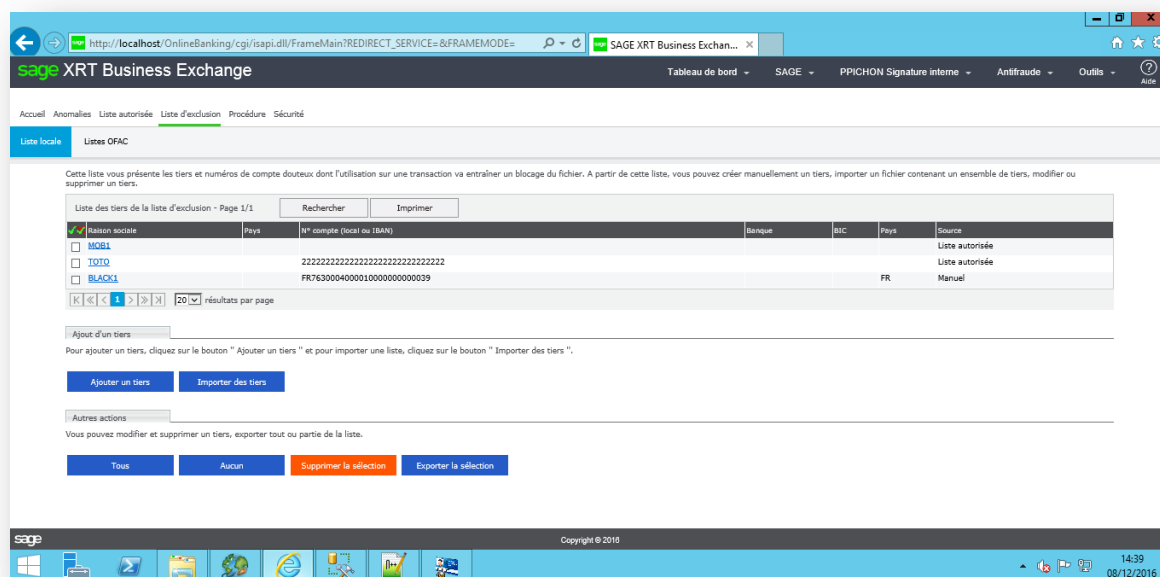 http://localhost/OnlineBanking/cgi/isapi.dll/FrameMain?REDIRECT_SERVICE=&FRAMEMODE=
SAGE XRT Business Exchan...
sage XRT Business Exchange
Tableau de bord SAGE PPICHON Signature interne Antifraude Outils Aide
Accueil Anomalies Liste autorisée Liste d'exclusion Procédure Sécurité
Liste locale Listes OFAC
Cette liste vous présente les tiers et numéros de compte douteux dont l'utilisation sur une transaction va entraîner un blocage du fichier. A partir de cette liste, vous pouvez créer manuellement un tiers, importer un fichier contenant un ensemble de tiers, modifier ou
supprimer un tiers.
Liste des tiers de la liste d'exclusion - Page 1/1 Rechercher Imprimer
Raison sociale Pays N° compte (local ou IBAN) Banque BIC Pays Source
MOB1 Liste autorisée
TOTO 2222222222222222222222222222222222 Liste autorisée
BLACK1 FR7630004000010000000000039 FR Manuel
1 20 résultats par page
Ajout d'un tiers
Pour ajouter un tiers, cliquez sur le bouton " Ajouter un tiers " et pour importer une liste, cliquez sur le bouton " Importer des tiers ".
Ajouter un tiers Importer des tiers
Autres actions
Vous pouvez modifier et supprimer un tiers, exporter tout ou partie de la liste.
Tous Aucun Supprimer la sélection Exporter la sélection
sage Copyright © 2016
14:39
08/12/2016